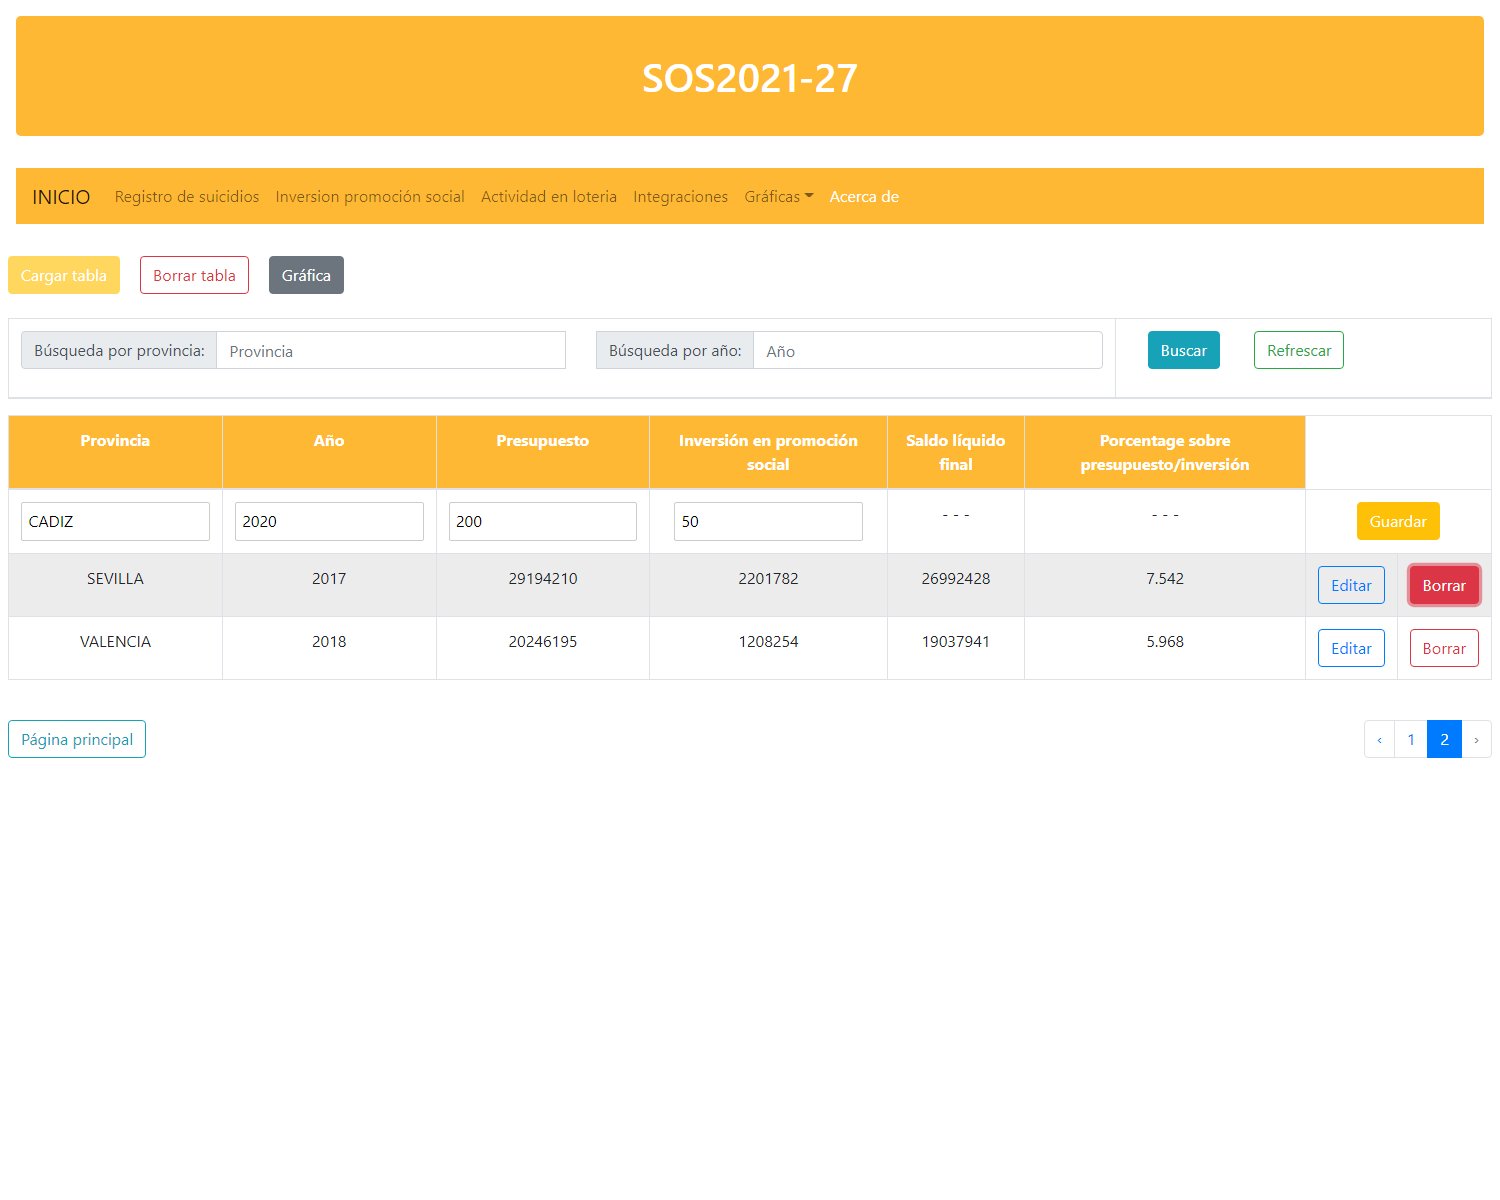 SOS2021-27
INICIO Registro de suicidios Inversion promoción social Actividad en loteria Integraciones Gráficas Acerca de
Cargar tabla Borrar tabla Gráfica
Búsqueda por provincia: Provincia Búsqueda por año: Año Buscar Refrescar
Provincia Año Presupuesto Inversión en promoción social Saldo líquido final Porcentage sobre presupuesto/inversión
CADIZ 2020 200 50 - - - - - - Guardar
SEVILLA 2017 29194210 2201782 26992428 7.542 Editar Borrar
VALENCIA 2018 20246195 1208254 19037941 5.968 Editar Borrar
Página principal ‹ 1 2 ›